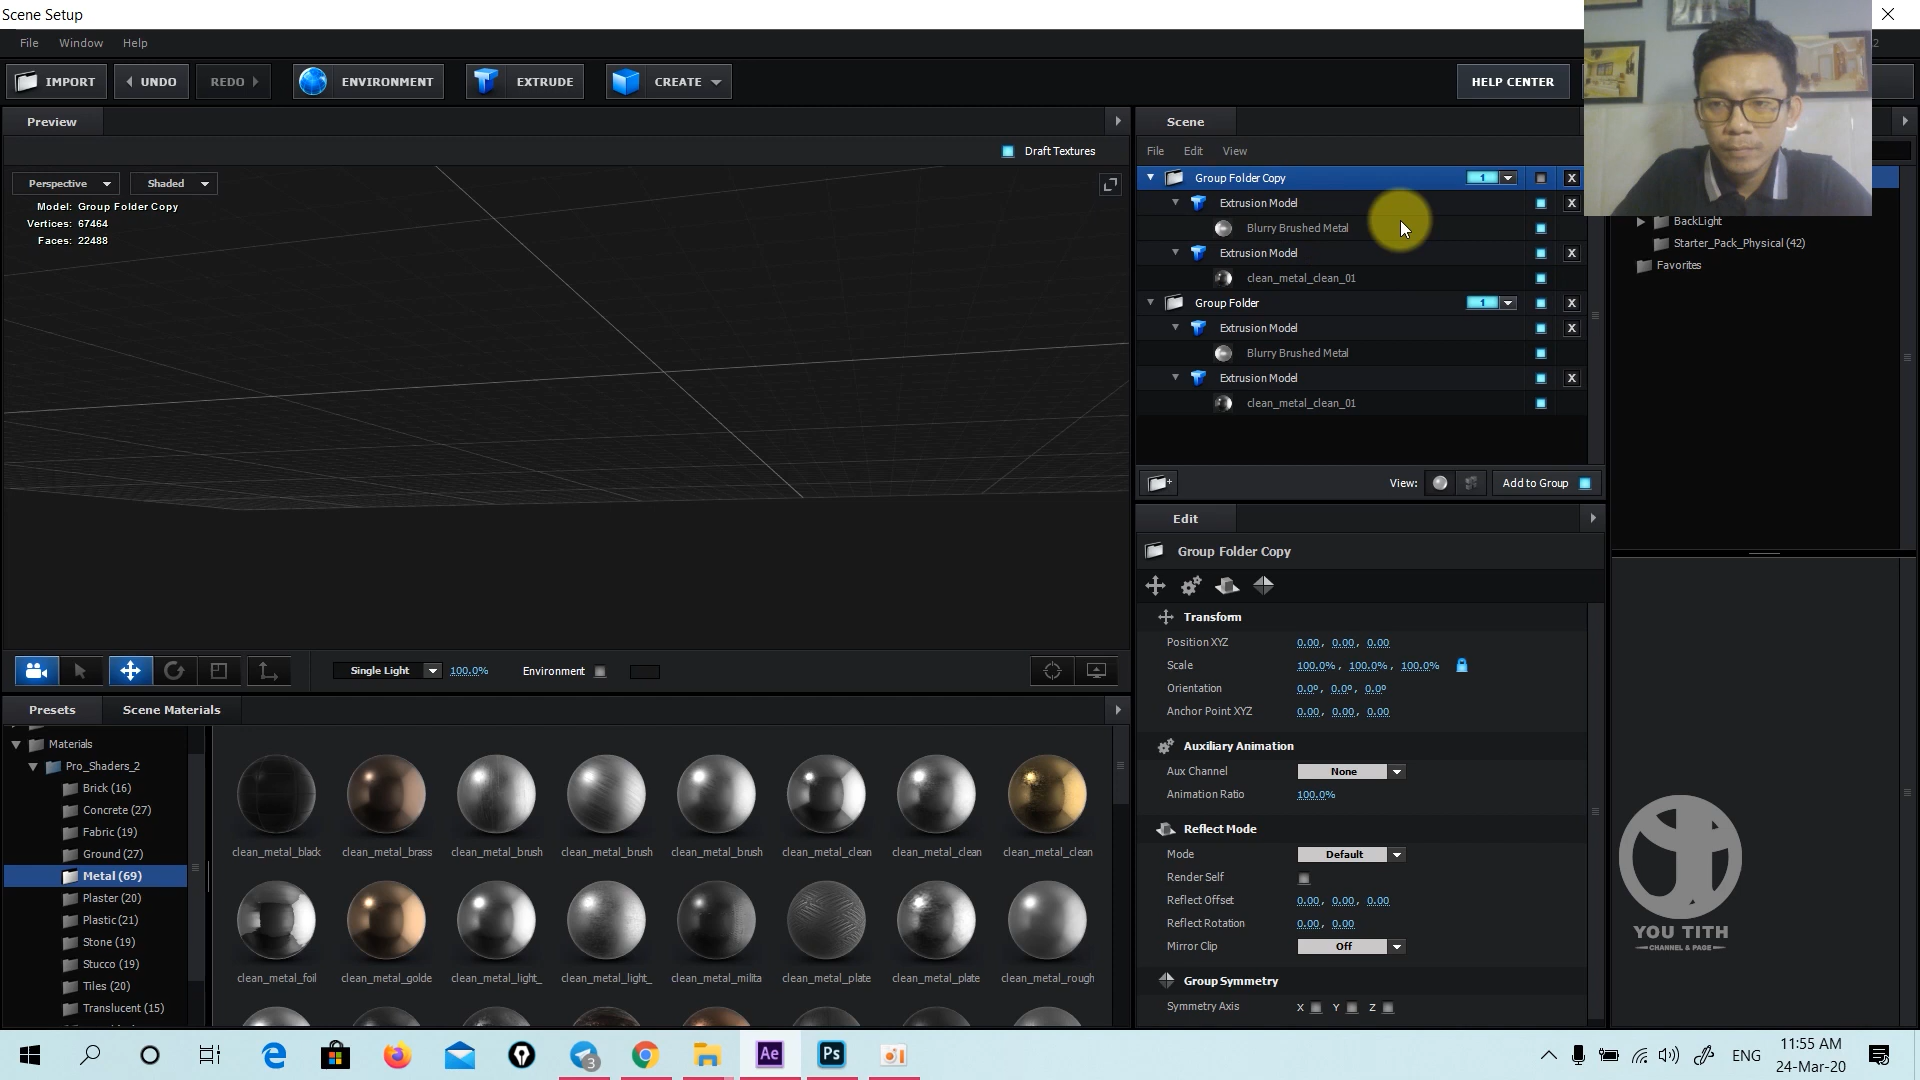 Scene Setup
File Window Help
2
IMPORT UNDO REDO ENVIRONMENT EXTRUDE CREATE HELP CENTER
Preview
Scene
Draft Textures
File Edit View
Perspective Shaded
Model: Group Folder Copy
Vertices: 67464
Faces: 22488
Group Folder Copy 1 X
Extrusion Model X
Blurry Brushed Metal
Extrusion Model X
clean_metal_clean_01
Group Folder 1 X
Extrusion Model X
Blurry Brushed Metal
Extrusion Model X
clean_metal_clean_01
BackLight
Starter_Pack_Physical (42)
Favorites
View: Add to Group
Edit
Group Folder Copy
Transform
Position XYZ 0.00, 0.00, 0.00
Scale 100.0%, 100.0%, 100.0%
Orientation 0.0º, 0.0º, 0.0º
Anchor Point XYZ 0.00, 0.00, 0.00
Auxiliary Animation
Aux Channel None
Animation Ratio 100.0%
Reflect Mode
Mode Default
Render Self
Reflect Offset 0.00, 0.00, 0.00
Reflect Rotation 0.00, 0.00
Mirror Clip Off
Group Symmetry
Symmetry Axis X Y Z
Single Light 100.0% Environment
Presets Scene Materials
Materials
Pro_Shaders_2
Brick (16)
Concrete (27)
Fabric (19)
Ground (27)
Metal (69)
Plaster (20)
Plastic (21)
Stone (19)
Stucco (19)
Tiles (20)
Translucent (15)
clean_metal_black clean_metal_brass clean_metal_brush clean_metal_brush clean_metal_brush clean_metal_clean clean_metal_clean clean_metal_clean
clean_metal_foil clean_metal_golde clean_metal_light_ clean_metal_light_ clean_metal_milita clean_metal_plate clean_metal_plate clean_metal_rough
YOU TITH
CHANNEL & PAGE
3
Ae
Ps
ENG
11:55 AM
24-Mar-20